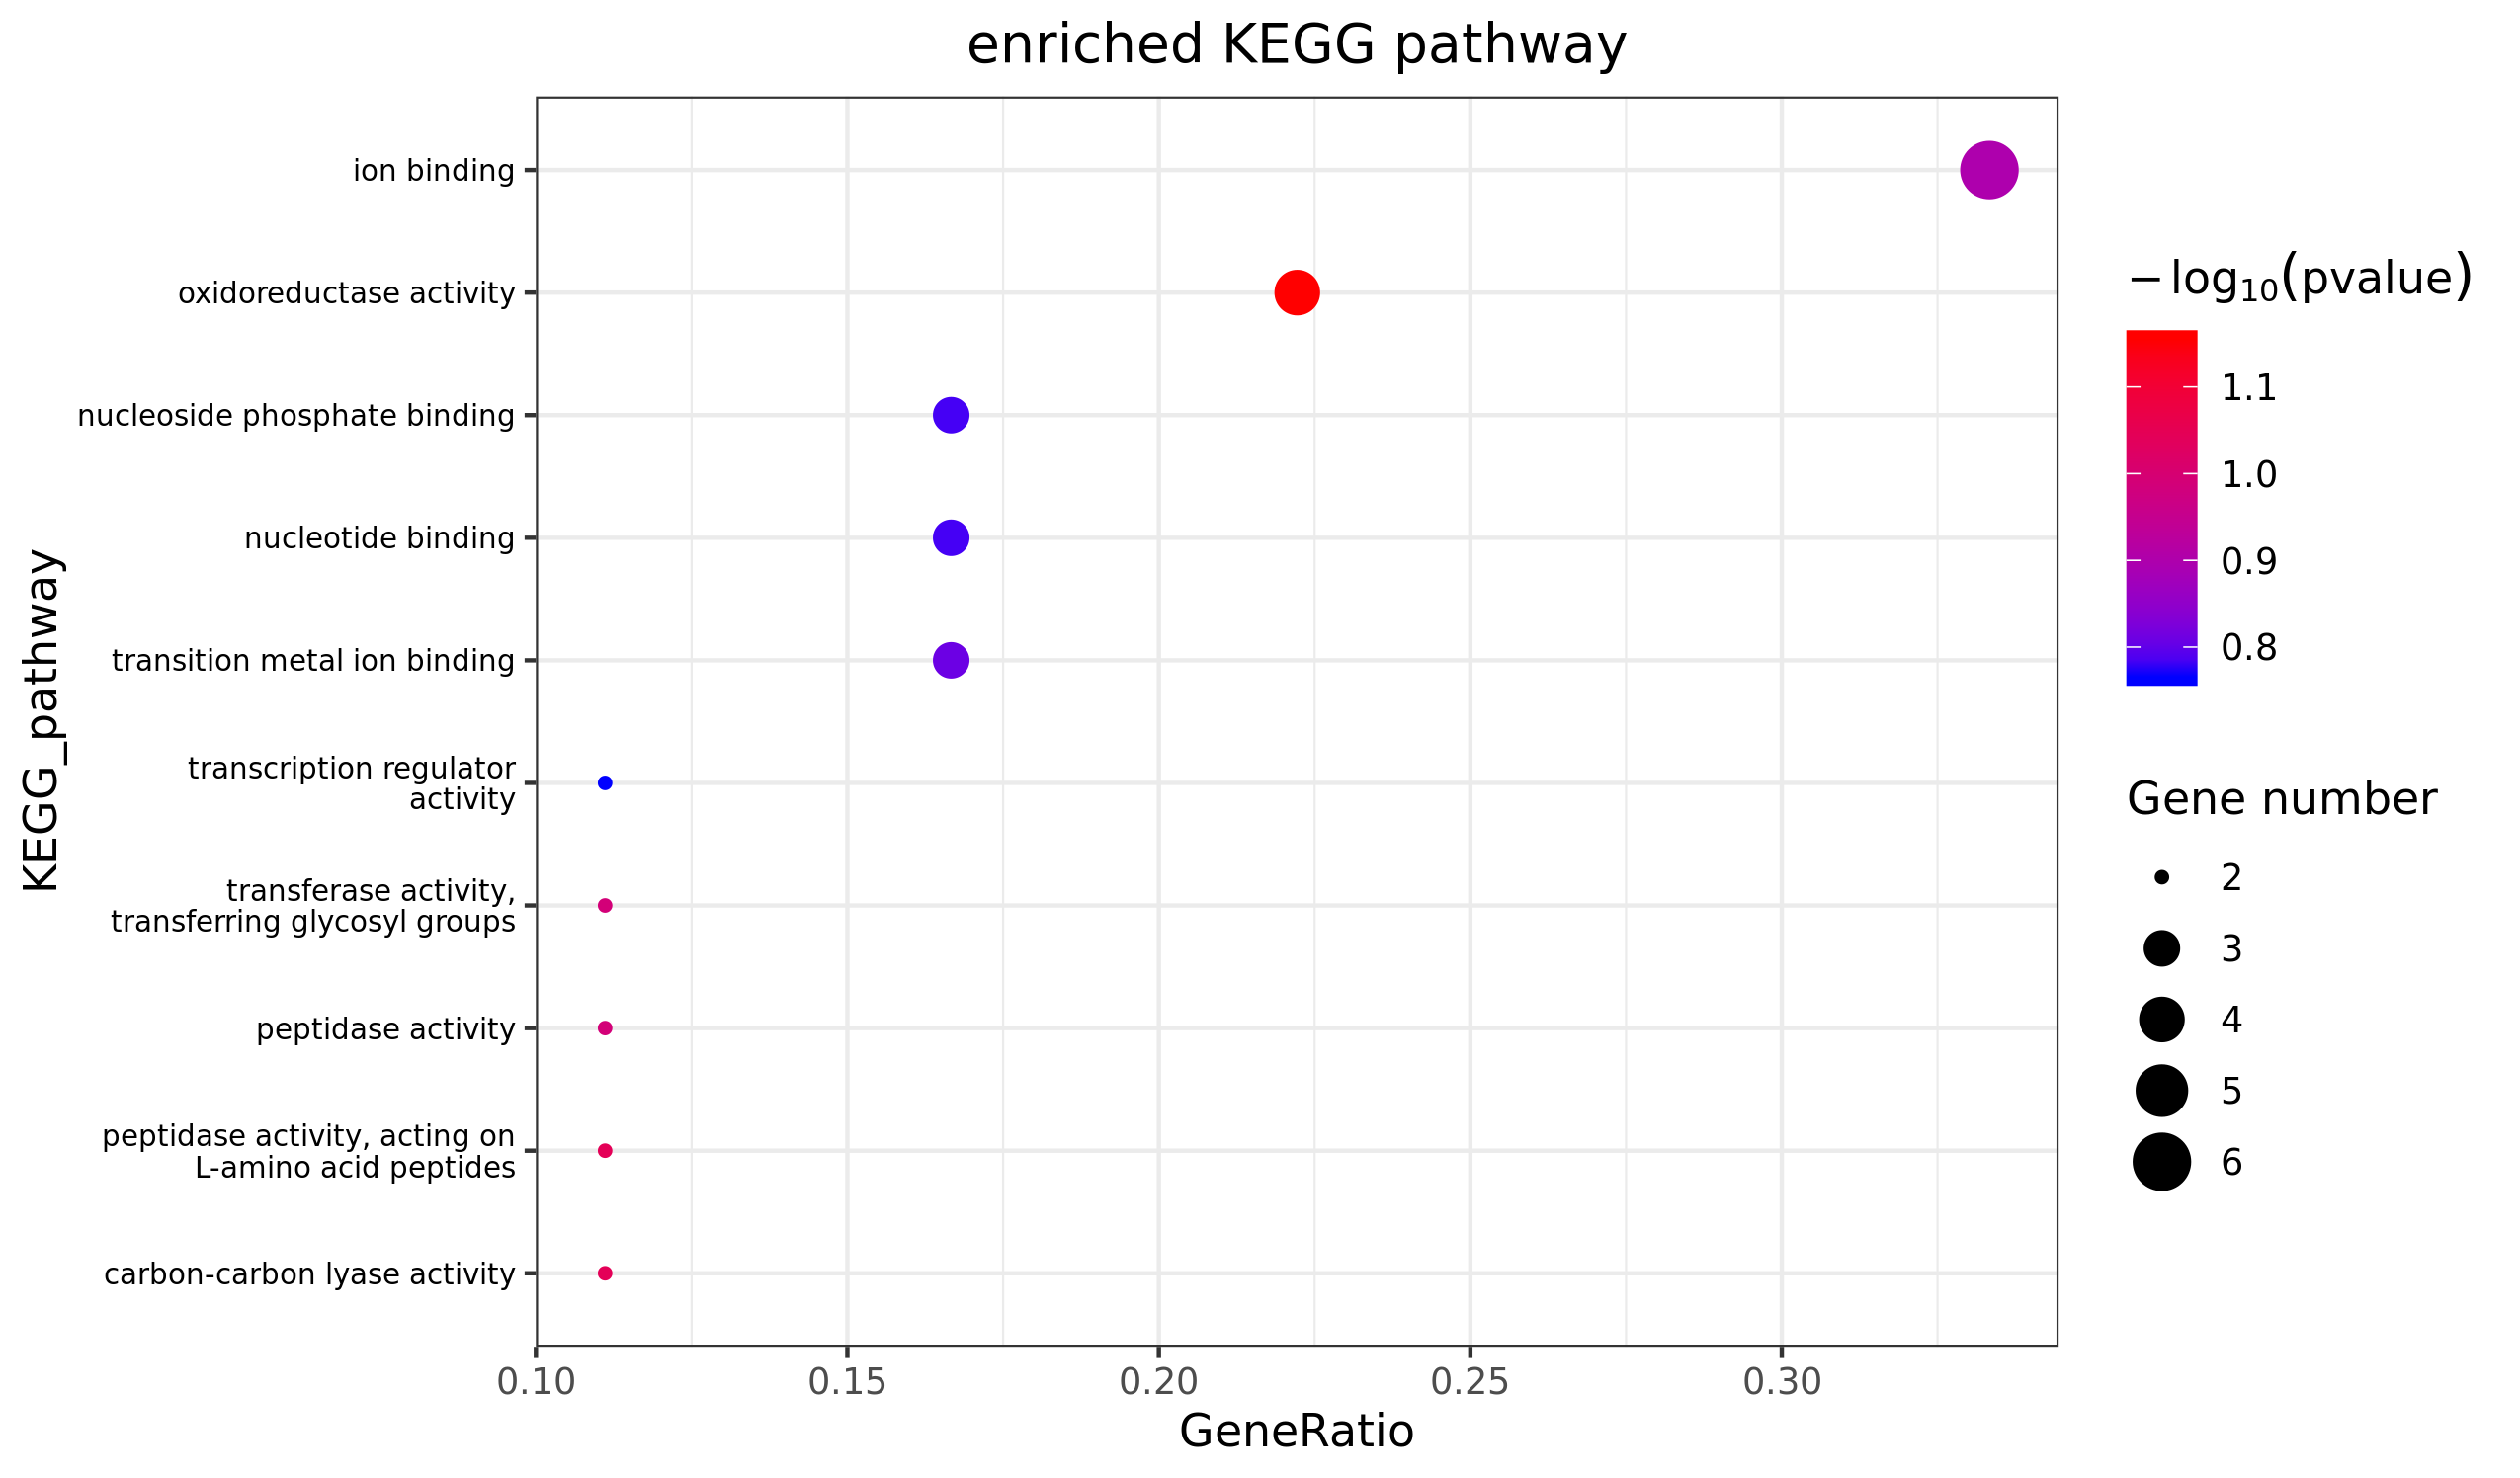 enriched KEGG pathway
KEGG_pathway
ion binding
oxidoreductase activity
nucleoside phosphate binding
nucleotide binding
transition metal ion binding
transcription regulator
activity
transferase activity,
transferring glycosyl groups
peptidase activity
peptidase activity, acting on
L-amino acid peptides
carbon-carbon lyase activity
0.10 0.15 0.20 0.25 0.30
GeneRatio
−log₁₀(pvalue)
1.1
1.0
0.9
0.8
Gene number
2
3
4
5
6